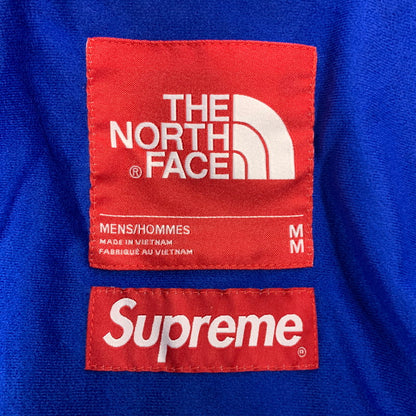 THE
NORTH
® FACE
MENS/HOMMES M
MADE IN VIETNAM M
FABRIQUÉ AU VIETNAM
Supreme ®